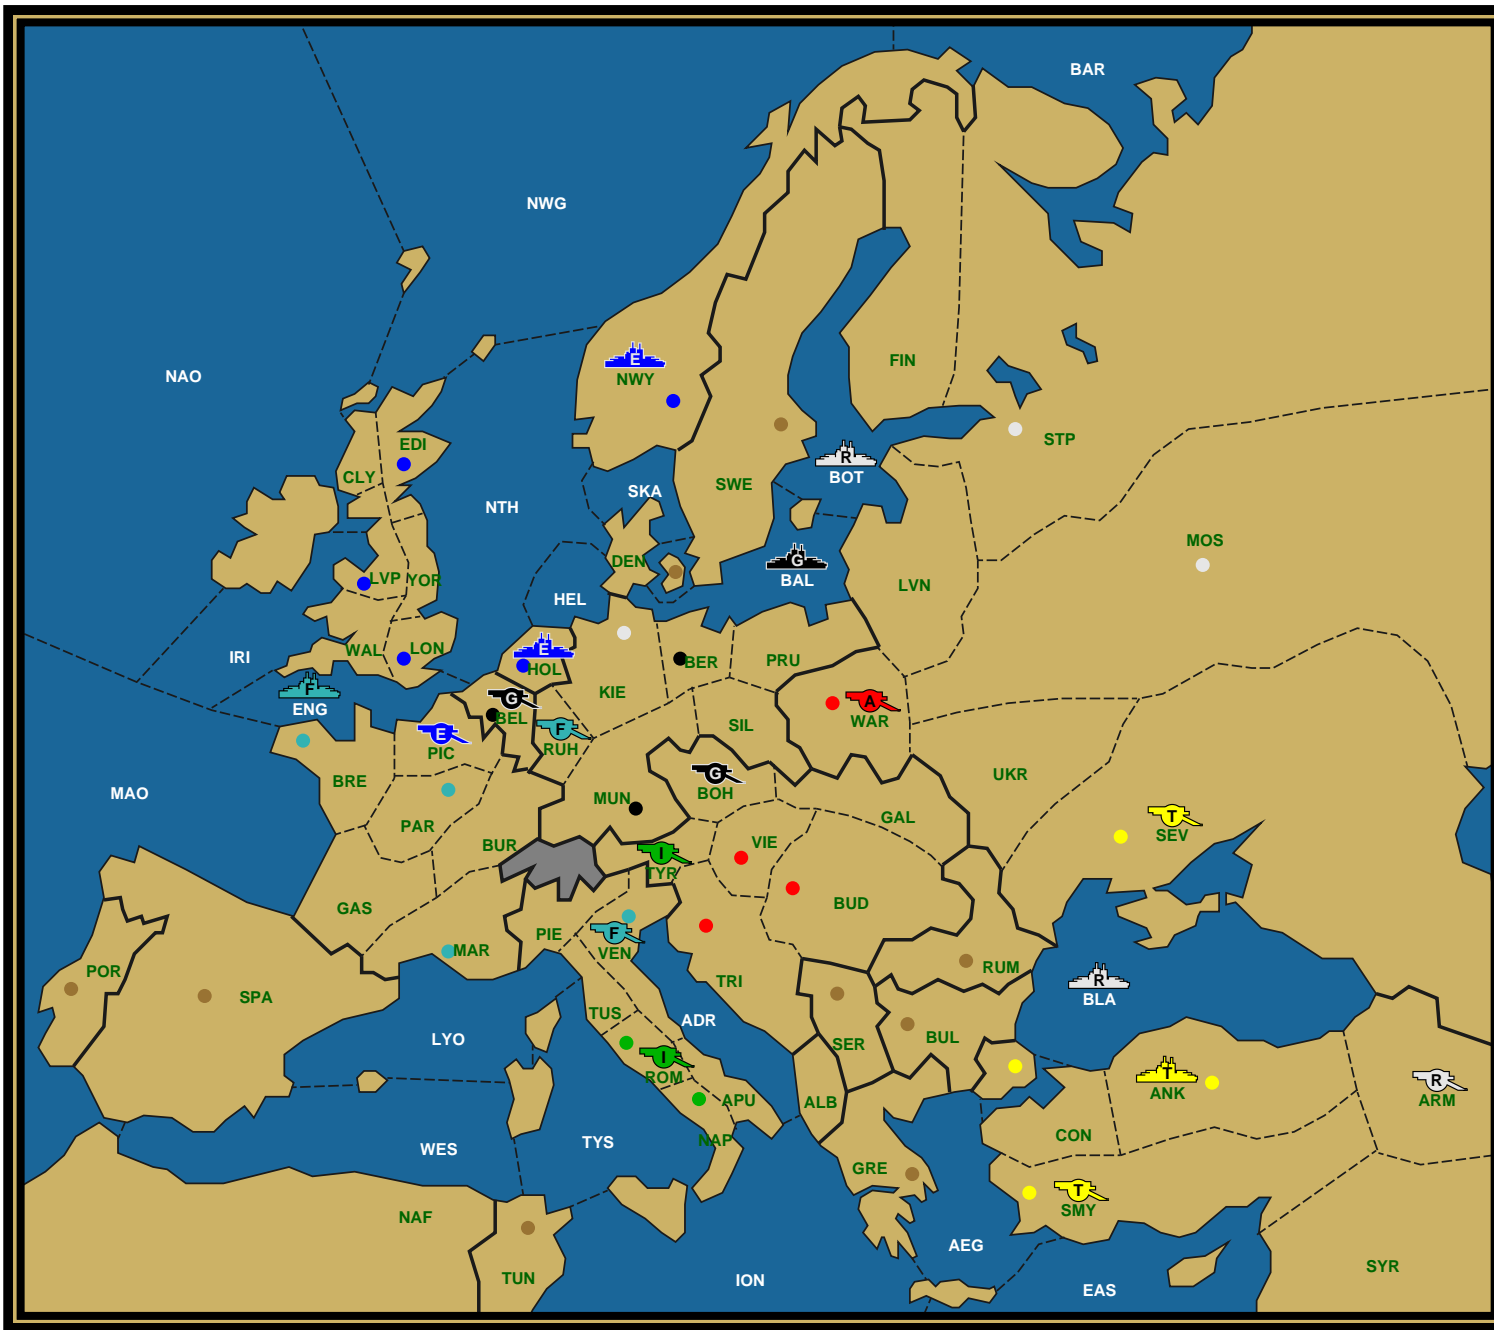 BAR
NWG
NAO
E
NWY
FIN
EDI
STP
CLY
R
BOT
SWE
SKA
NTH
MOS
G
BAL
DEN
LVP
YOR
LVN
HEL
IRI
WAL
LON
E
HOL
BER
PRU
KIE
F
ENG
G
BEL
A
WAR
SIL
E
PIC
F
RUH
G
BOH
UKR
BRE
MAO
MUN
T
SEV
PAR
GAL
BUR
VIE
I
TYR
BUD
GAS
PIE
F
VEN
MAR
POR
SPA
TRI
RUM
R
BLA
TUS
ADR
LYO
SER
BUL
I
ROM
T
ANK
R
ARM
APU
ALB
CON
NAP
TYS
WES
GRE
T
SMY
NAF
AEG
SYR
TUN
ION
EAS